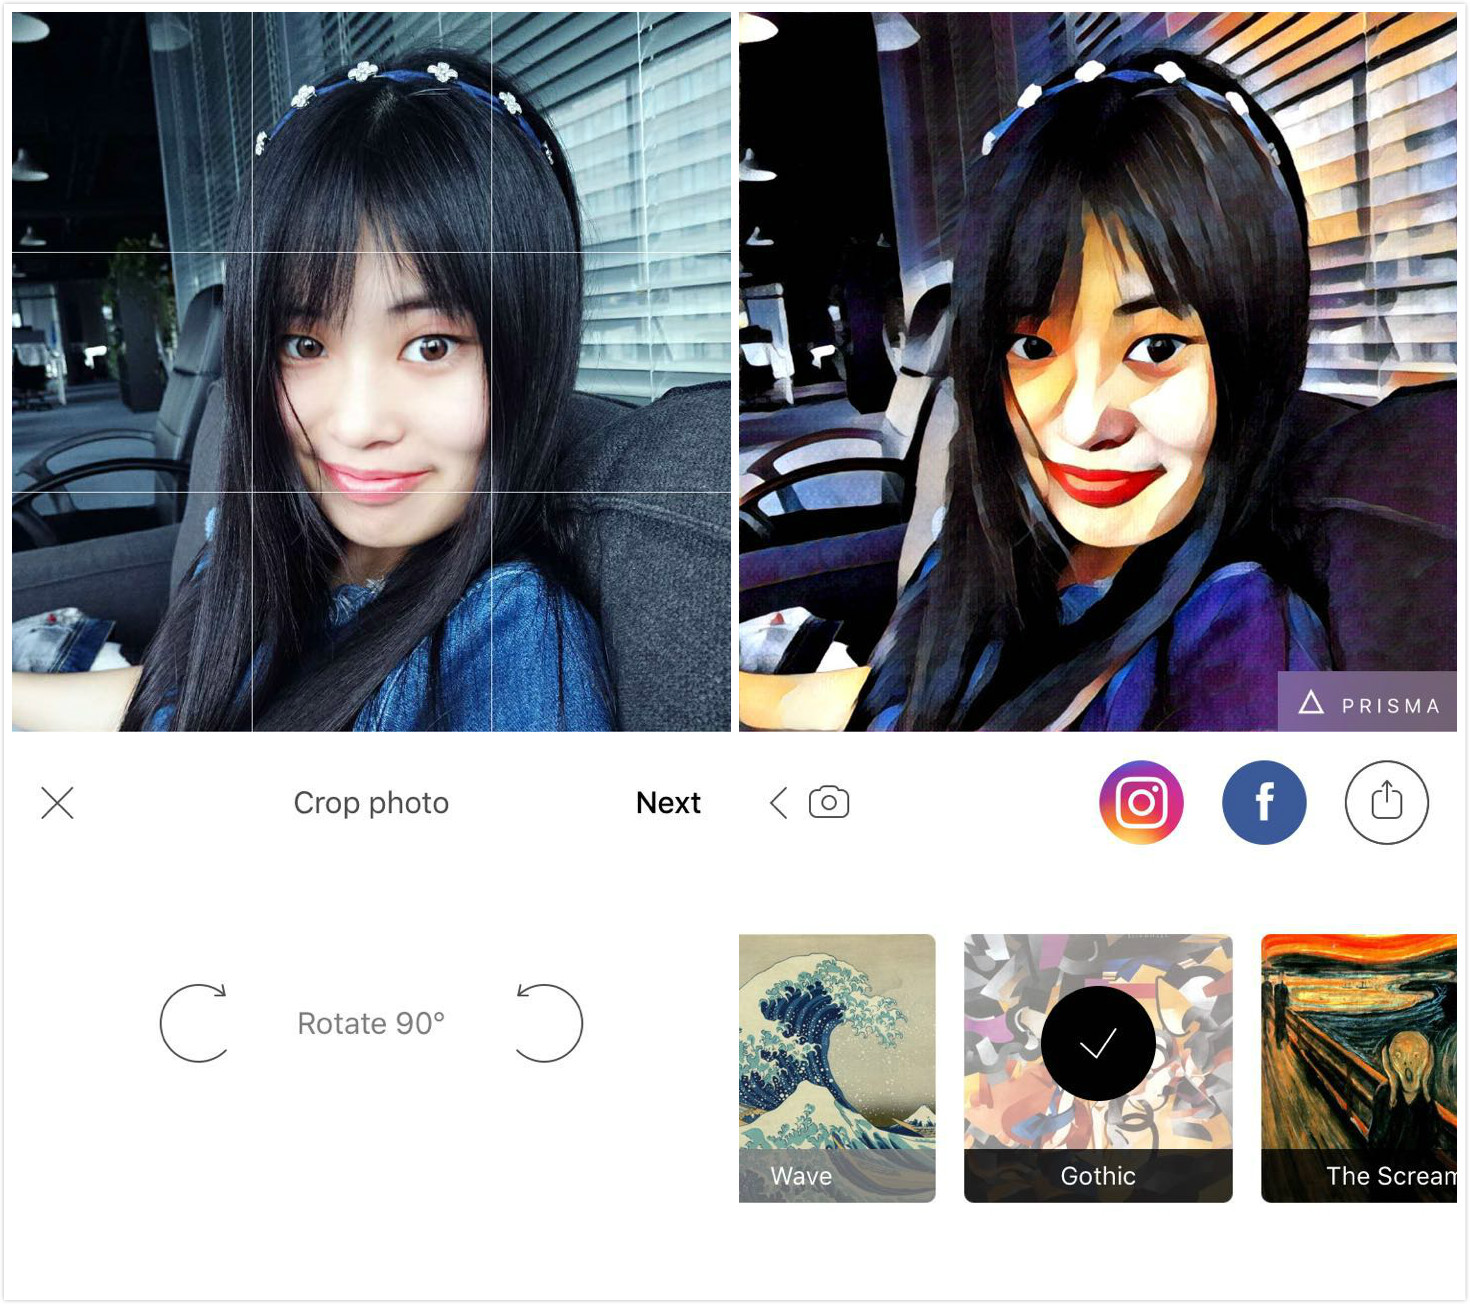 PRISMA
Crop photo
Next
Rotate 90°
Wave
Gothic
The Scream